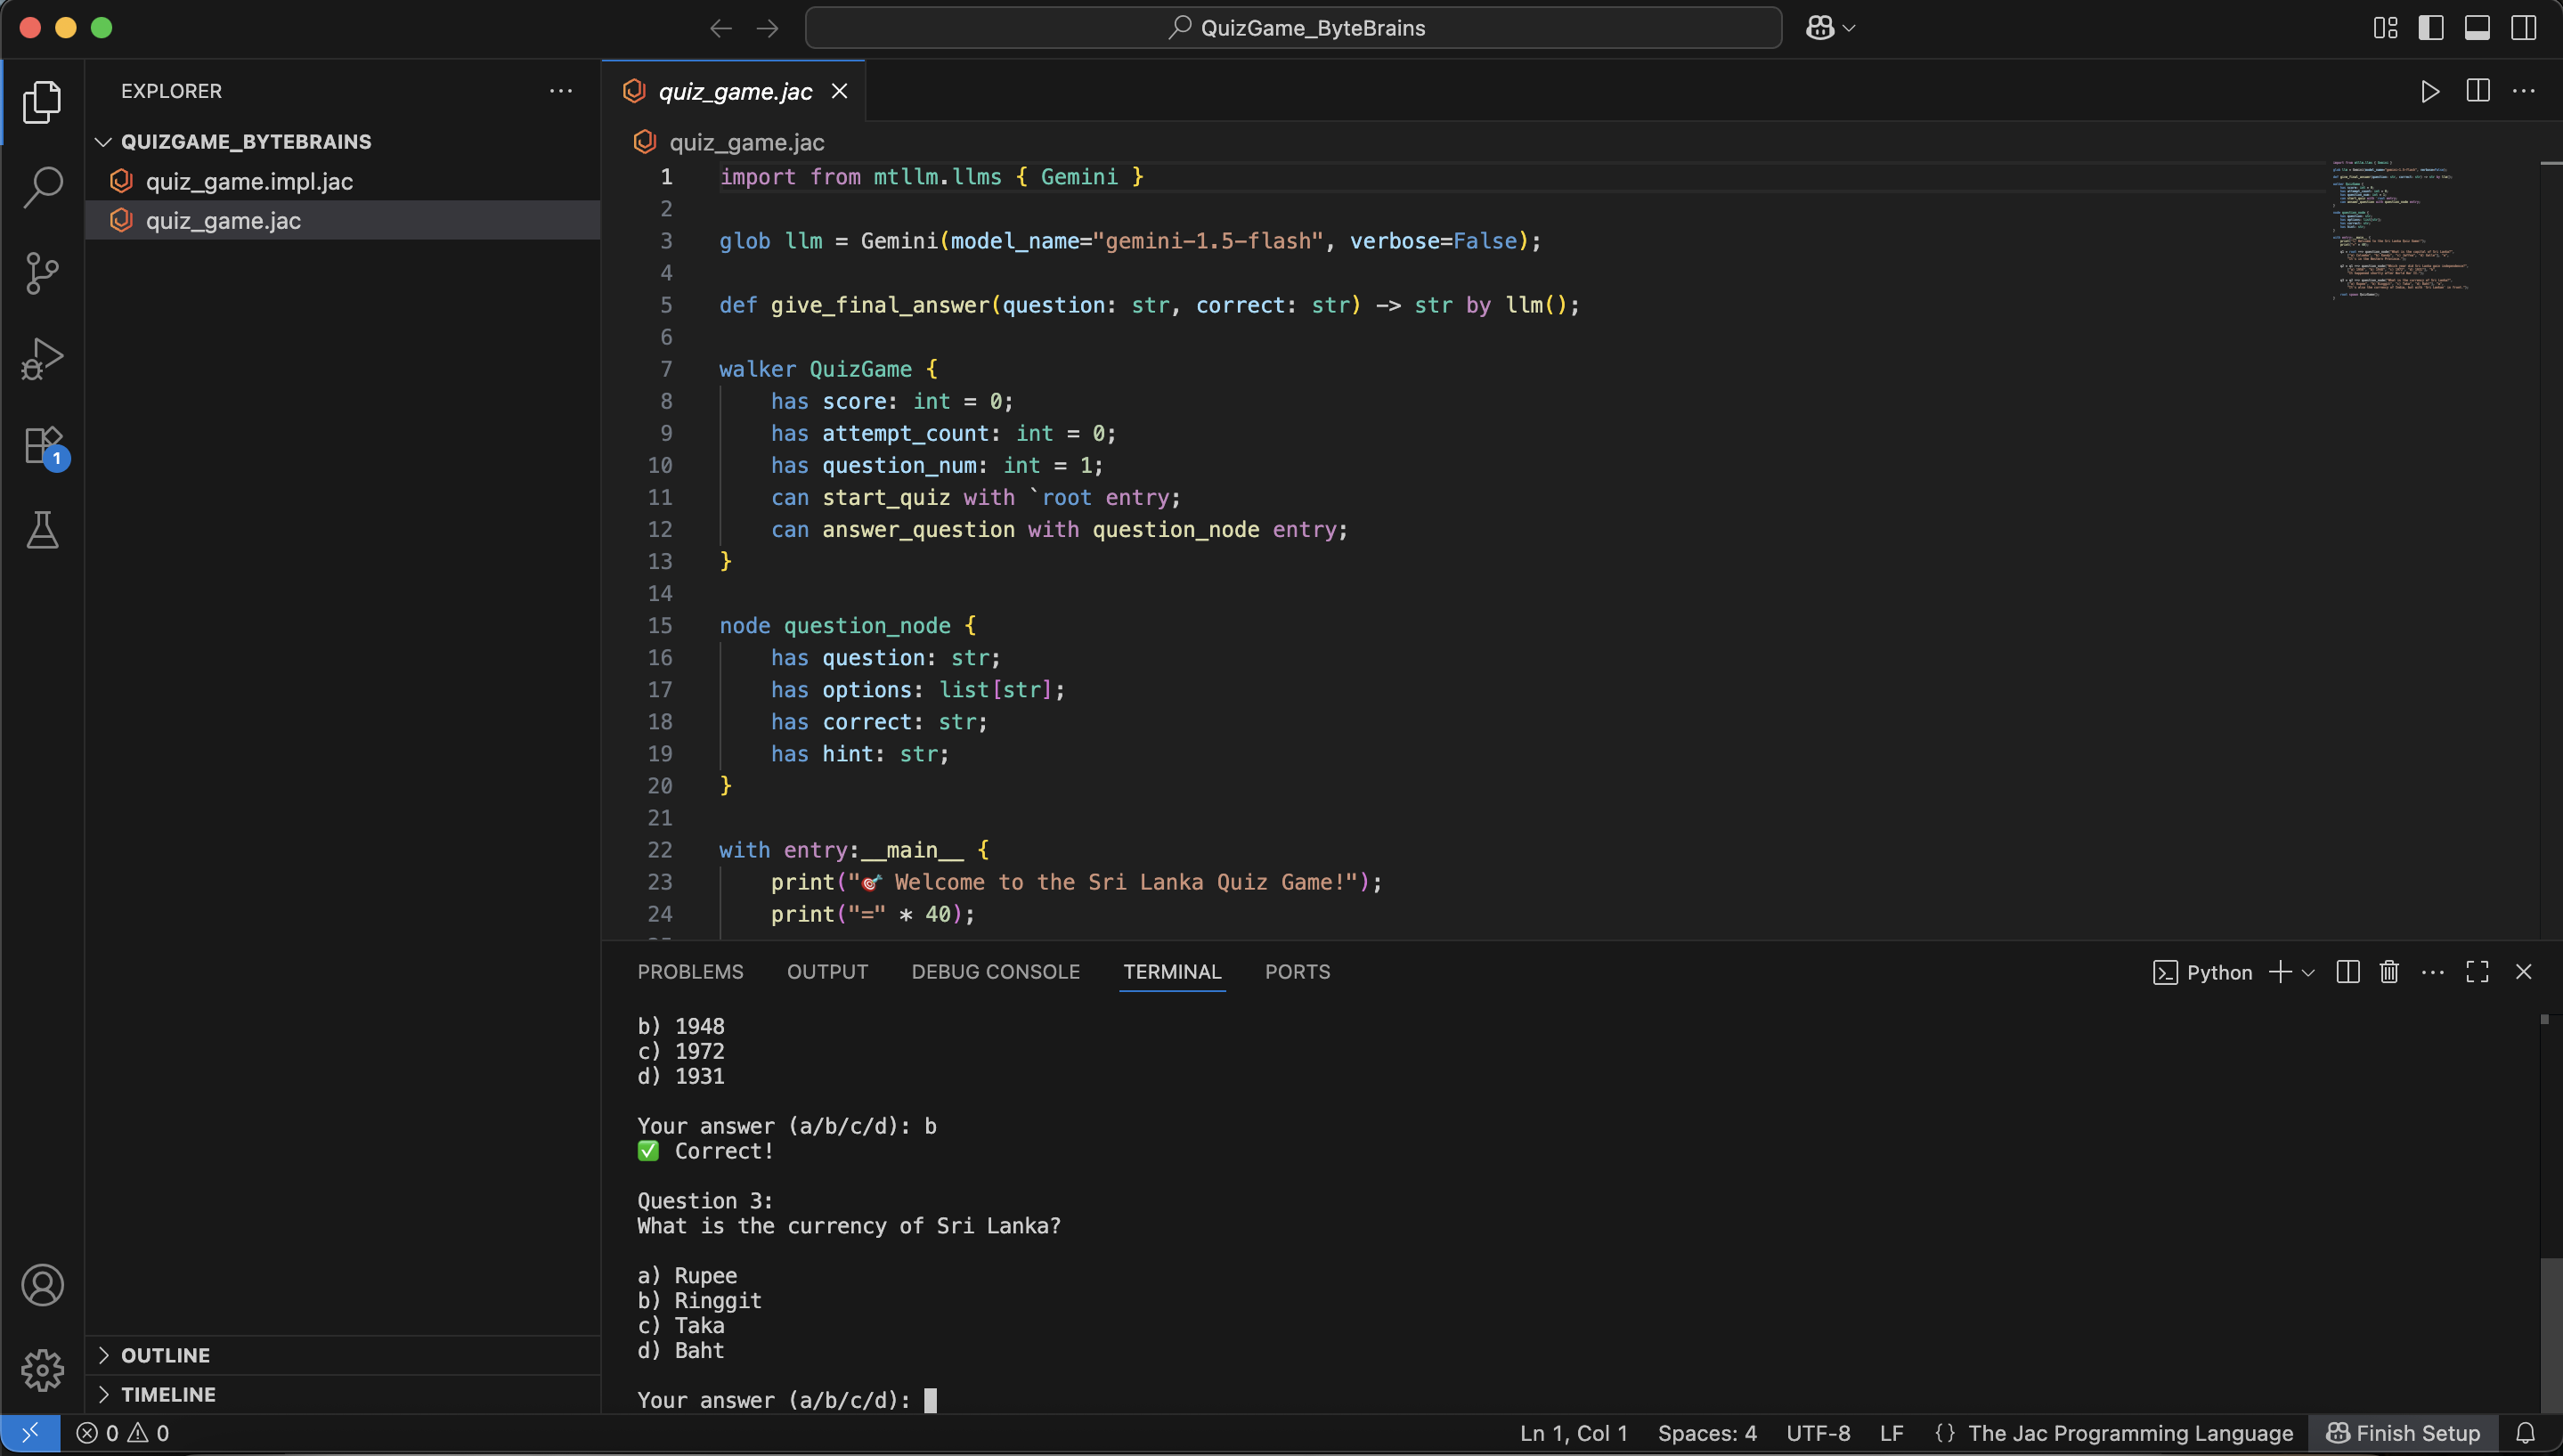 QuizGame_ByteBrains
EXPLORER
QUIZGAME_BYTEBRAINS
quiz_game.impl.jac
quiz_game.jac
1
OUTLINE
TIMELINE
quiz_game.jac
quiz_game.jac
1 import from mtllm.llms { Gemini }
2
3 glob llm = Gemini(model_name="gemini-1.5-flash", verbose=False);
4
5 def give_final_answer(question: str, correct: str) -> str by llm();
6
7 walker QuizGame {
8     has score: int = 0;
9     has attempt_count: int = 0;
10     has question_num: int = 1;
11     can start_quiz with `root entry;
12     can answer_question with question_node entry;
13 }
14
15 node question_node {
16     has question: str;
17     has options: list[str];
18     has correct: str;
19     has hint: str;
20 }
21
22 with entry:__main__ {
23     print("🎯 Welcome to the Sri Lanka Quiz Game!");
24     print("=" * 40);
PROBLEMS OUTPUT DEBUG CONSOLE TERMINAL PORTS
Python
b) 1948
c) 1972
d) 1931
Your answer (a/b/c/d): b
✅ Correct!
Question 3:
What is the currency of Sri Lanka?
a) Rupee
b) Ringgit
c) Taka
d) Baht
Your answer (a/b/c/d):
0 0
Ln 1, Col 1 Spaces: 4 UTF-8 LF {} The Jac Programming Language Finish Setup